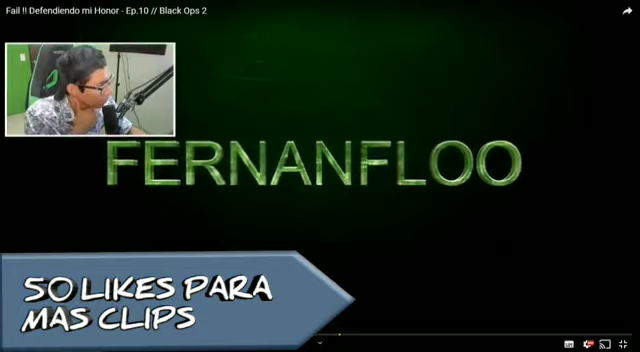 Fail !! Defendiendo mi Honor - Ep.10 // Black Ops 2
FERNANFLOO
50 LIKES PARA
MAS CLIPS